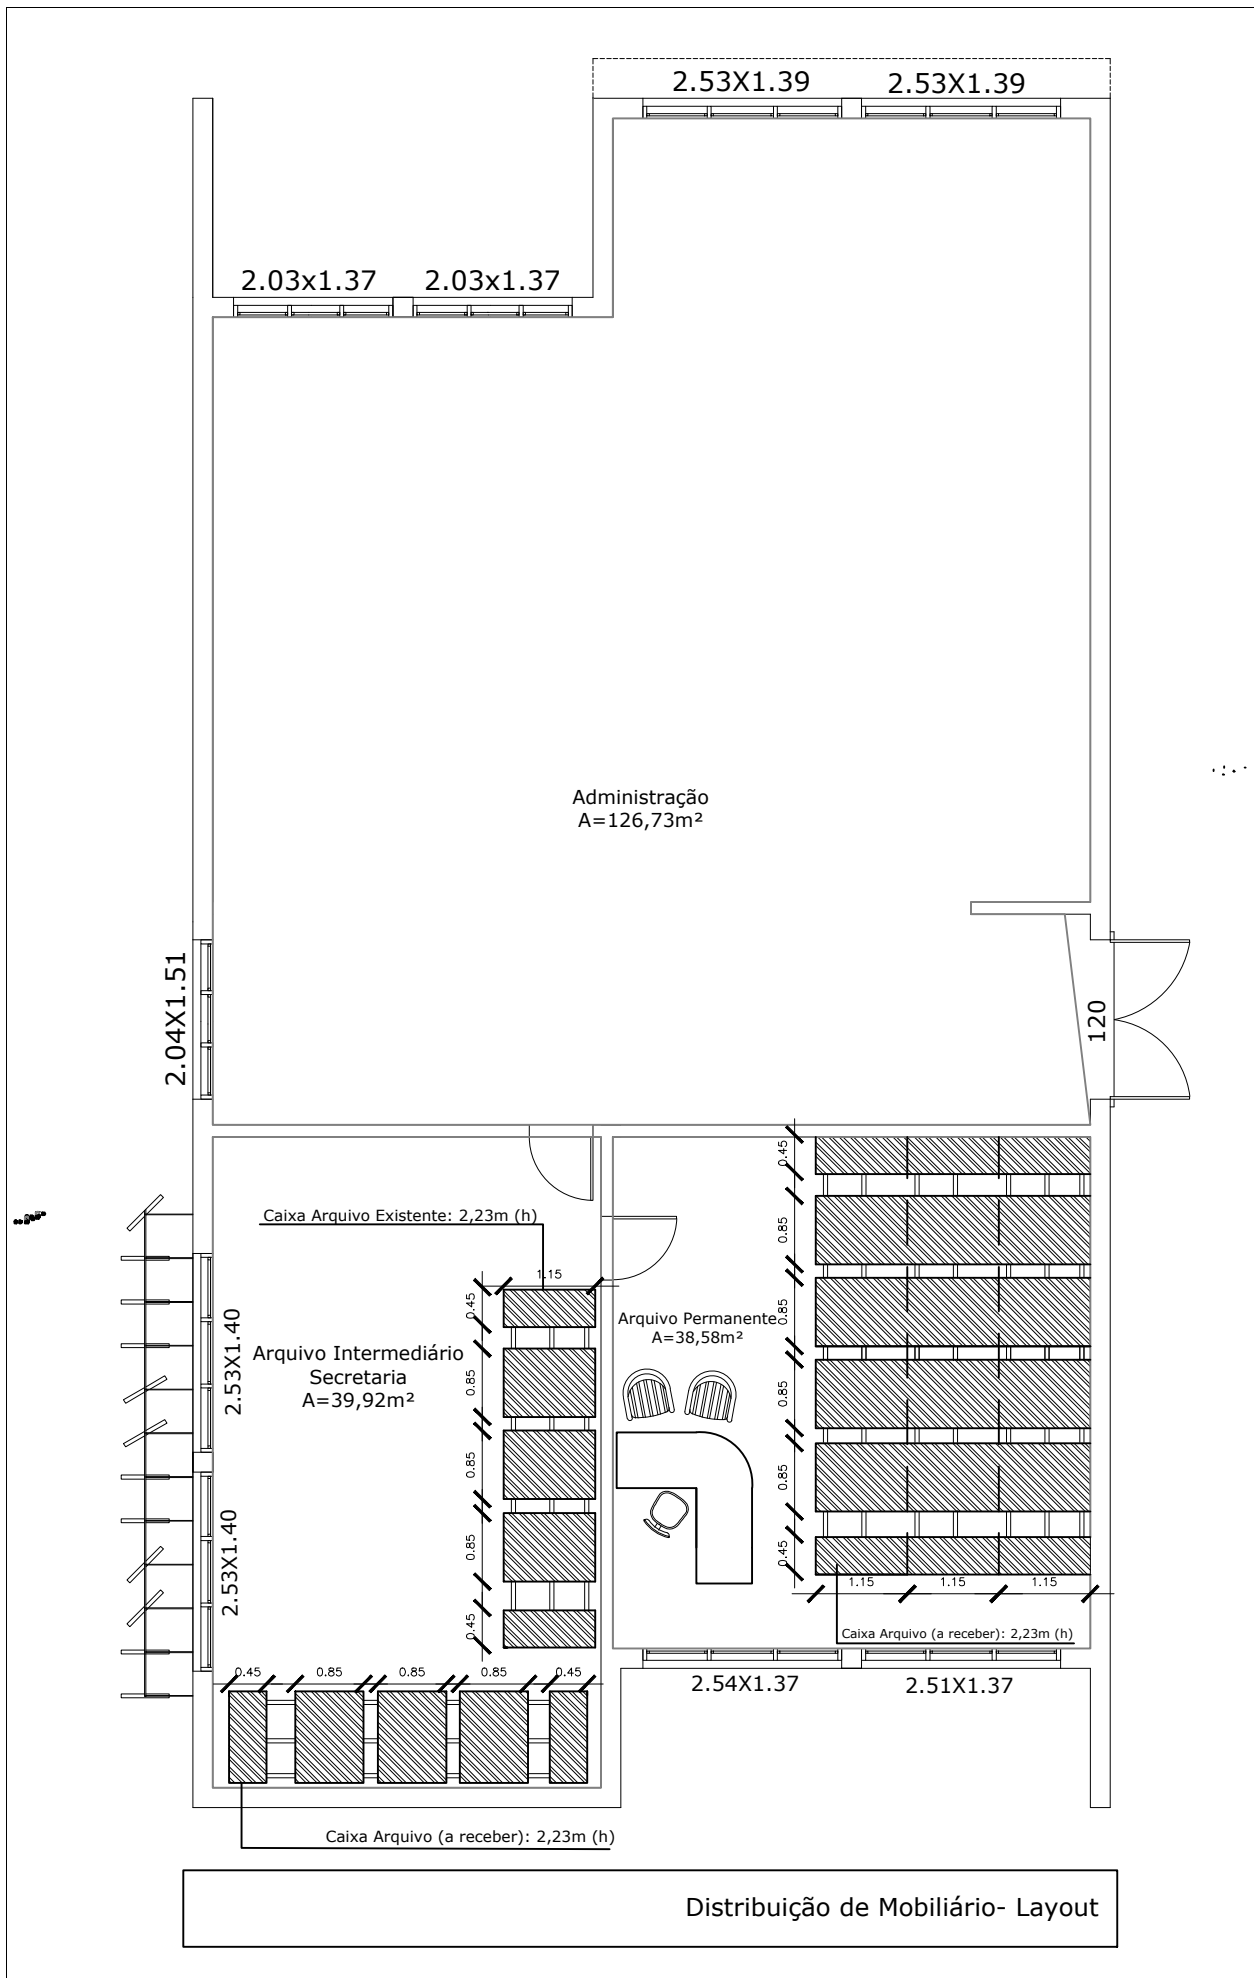 2.53X1.39
2.53X1.39
2.03x1.37
2.03x1.37
Administração
A=126,73m²
2.04X1.51
120
0.45
0.85
0.85
0.85
0.85
0.45
Caixa Arquivo Existente: 2,23m (h)
1.15
0.45
0.85
0.85
0.85
0.45
2.53X1.40
Arquivo Intermediário
Secretaria
A=39,92m²
2.53X1.40
Arquivo Permanente
A=38,58m²
1.15
1.15
1.15
Caixa Arquivo (a receber): 2,23m (h)
2.54X1.37
2.51X1.37
0.45
0.85
0.85
0.85
0.45
Caixa Arquivo (a receber): 2,23m (h)
Distribuição de Mobiliário- Layout